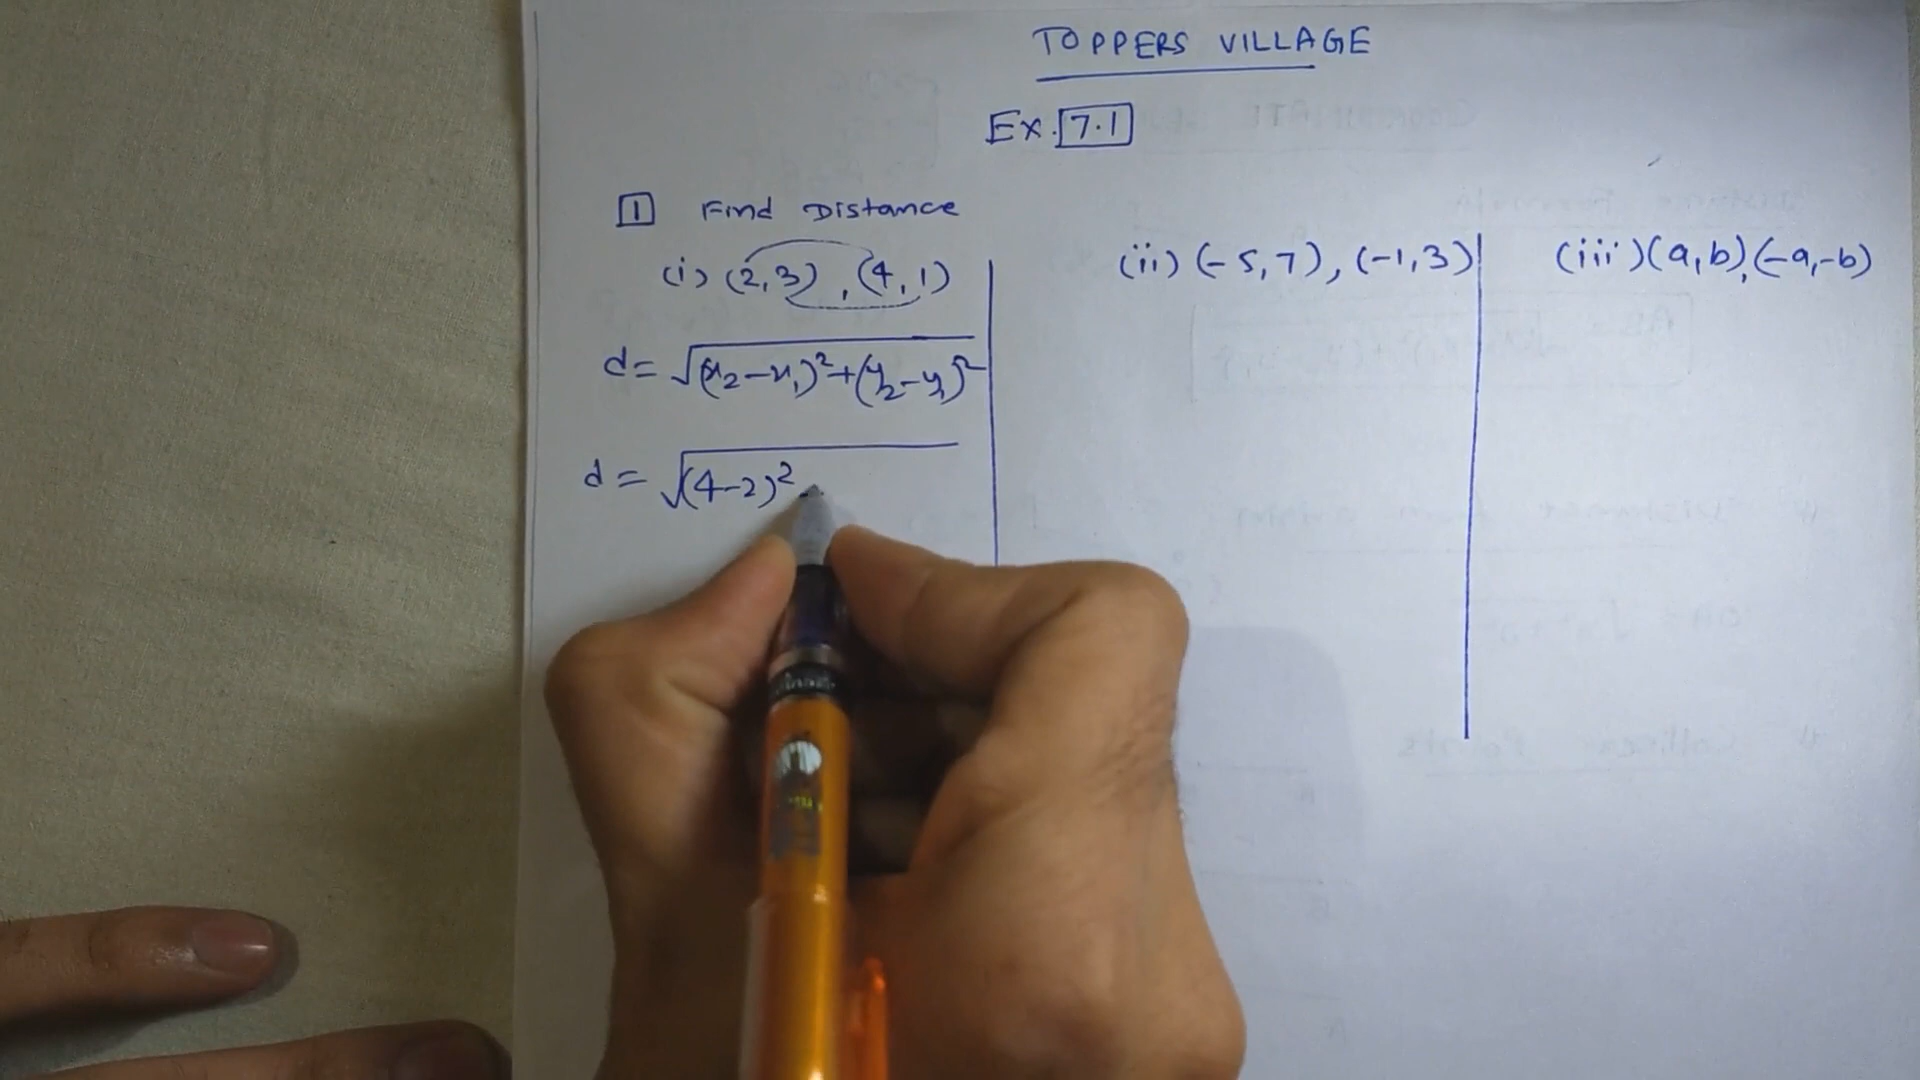 TOPPERS VILLAGE
Ex. 7.1
1 Find Distance
(i) (2,3) , (4,1)
d = √(x₂-x₁)²+(y₂-y₁)²
d = √(4-2)²
(ii) (-5,7), (-1,3)
(iii) (a,b), (-a,-b)